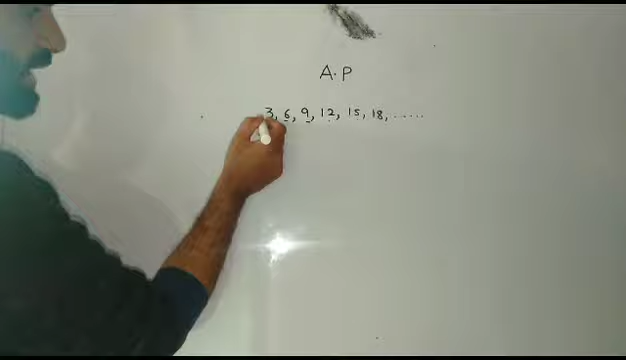 A.P
3, 6, 9, 12, 15, 18, .....